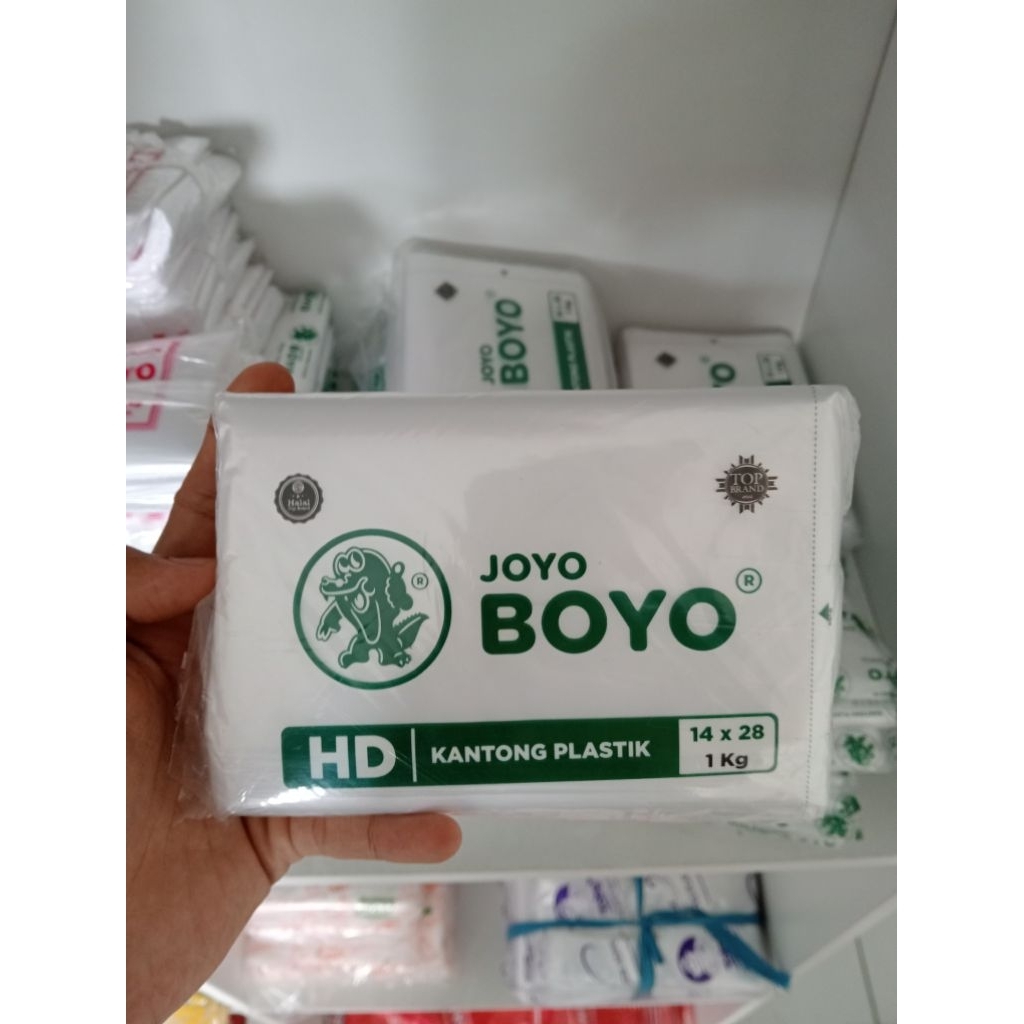 JOYO
BOYO
Halal
TOP
BRAND
®
JOYO
BOYO®
HD | KANTONG PLASTIK
14 x 28
1 Kg